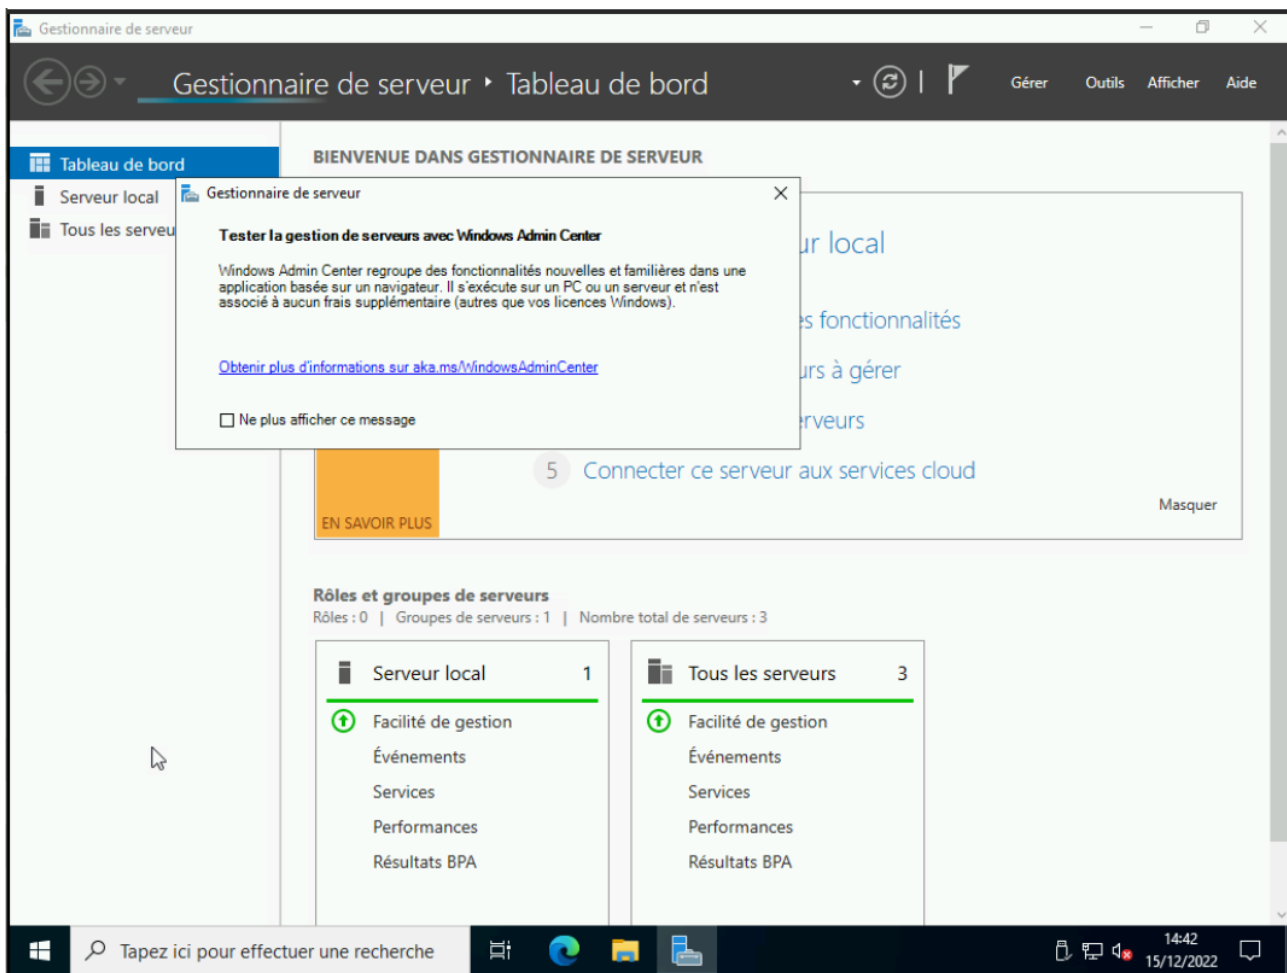 Gestionnaire de serveur
Gestionnaire de serveur ‣ Tableau de bord
Gérer Outils Afficher Aide
Tableau de bord
Serveur local
Tous les serveu
BIENVENUE DANS GESTIONNAIRE DE SERVEUR
Gestionnaire de serveur
Tester la gestion de serveurs avec Windows Admin Center
Windows Admin Center regroupe des fonctionnalités nouvelles et familières dans une
application basée sur un navigateur. Il s'exécute sur un PC ou un serveur et n'est
associé à aucun frais supplémentaire (autres que vos licences Windows).
Obtenir plus d'informations sur aka.ms/WindowsAdminCenter
Ne plus afficher ce message
ur local
es fonctionnalités
urs à gérer
erveurs
5 Connecter ce serveur aux services cloud
EN SAVOIR PLUS
Masquer
Rôles et groupes de serveurs
Rôles : 0 | Groupes de serveurs : 1 | Nombre total de serveurs : 3
Serveur local 1
Facilité de gestion
Événements
Services
Performances
Résultats BPA
Tous les serveurs 3
Facilité de gestion
Événements
Services
Performances
Résultats BPA
Tapez ici pour effectuer une recherche
14:42
15/12/2022